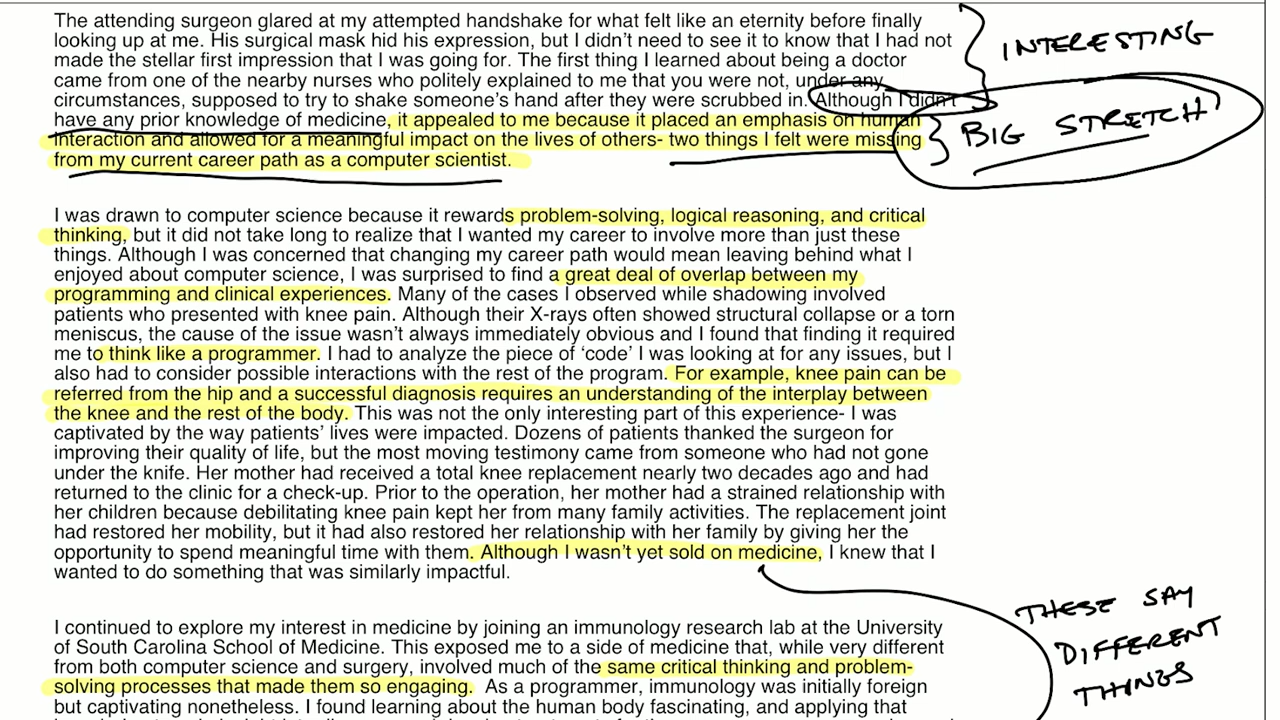 The attending surgeon glared at my attempted handshake for what felt like an eternity before finally
looking up at me. His surgical mask hid his expression, but I didn't need to see it to know that I had not
made the stellar first impression that I was going for. The first thing I learned about being a doctor
came from one of the nearby nurses who politely explained to me that you were not, under any
circumstances, supposed to try to shake someone's hand after they were scrubbed in. Although I didn't
have any prior knowledge of medicine, it appealed to me because it placed an emphasis on human
interaction and allowed for a meaningful impact on the lives of others- two things I felt were missing
from my current career path as a computer scientist.
INTERESTING
BIG STRETCH
I was drawn to computer science because it rewards problem-solving, logical reasoning, and critical
thinking, but it did not take long to realize that I wanted my career to involve more than just these
things. Although I was concerned that changing my career path would mean leaving behind what I
enjoyed about computer science, I was surprised to find a great deal of overlap between my
programming and clinical experiences. Many of the cases I observed while shadowing involved
patients who presented with knee pain. Although their X-rays often showed structural collapse or a torn
meniscus, the cause of the issue wasn't always immediately obvious and I found that finding it required
me to think like a programmer. I had to analyze the piece of 'code' I was looking at for any issues, but I
also had to consider possible interactions with the rest of the program. For example, knee pain can be
referred from the hip and a successful diagnosis requires an understanding of the interplay between
the knee and the rest of the body. This was not the only interesting part of this experience- I was
captivated by the way patients' lives were impacted. Dozens of patients thanked the surgeon for
improving their quality of life, but the most moving testimony came from someone who had not gone
under the knife. Her mother had received a total knee replacement nearly two decades ago and had
returned to the clinic for a check-up. Prior to the operation, her mother had a strained relationship with
her children because debilitating knee pain kept her from many family activities. The replacement joint
had restored her mobility, but it had also restored her relationship with her family by giving her the
opportunity to spend meaningful time with them. Although I wasn't yet sold on medicine, I knew that I
wanted to do something that was similarly impactful.
THESE SAY
DIFFERENT
THINGS
I continued to explore my interest in medicine by joining an immunology research lab at the University
of South Carolina School of Medicine. This exposed me to a side of medicine that, while very different
from both computer science and surgery, involved much of the same critical thinking and problem-
solving processes that made them so engaging. As a programmer, immunology was initially foreign
but captivating nonetheless. I found learning about the human body fascinating, and applying that